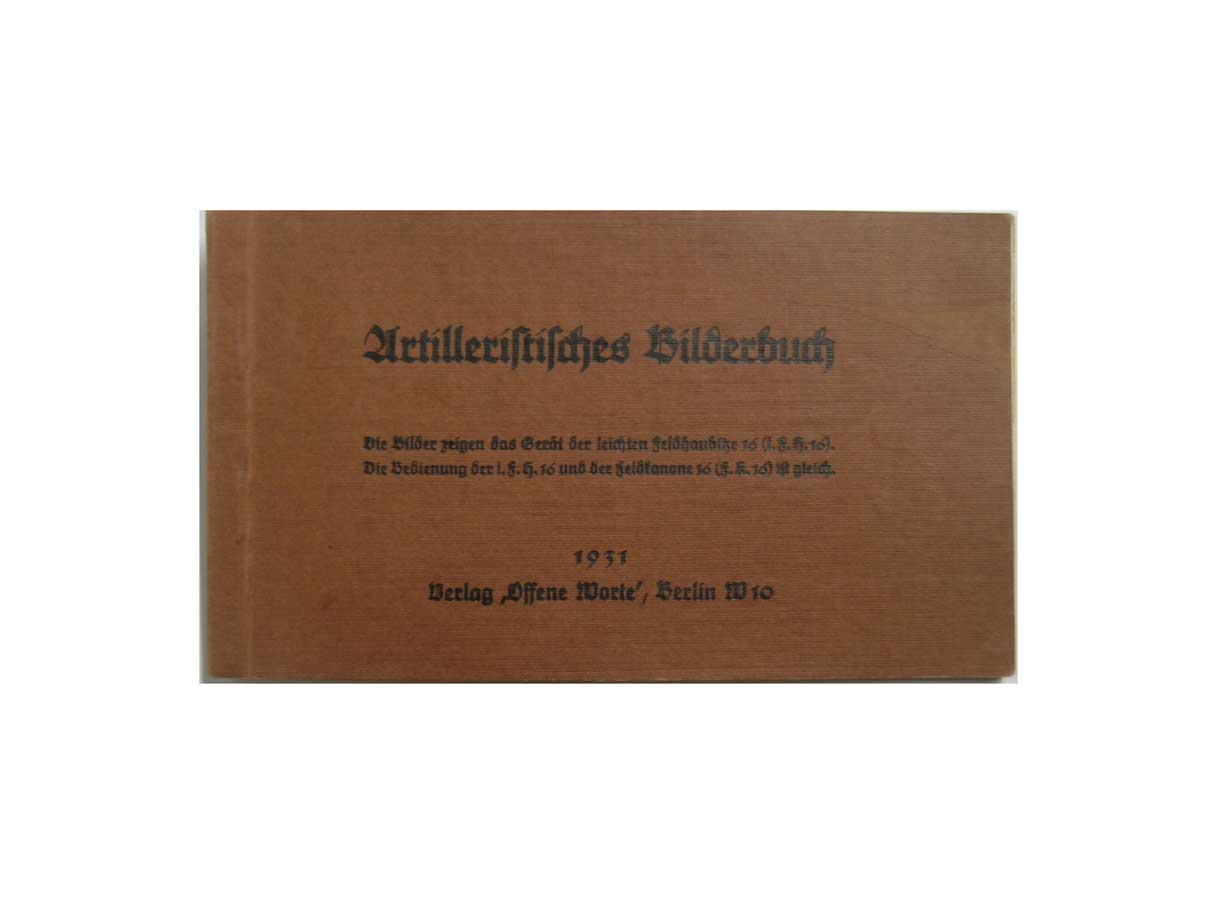 Artilleristisches Bilderbuch
Die Bilder zeigen das Gerät der leichten Feldhaubitze 16 (l. F. H. 16).
Die Bedienung der l. F. H. 16 und der Feldkanone 16 (F. K. 16) ist gleich.
1931
Verlag ‚Offene Worte‘, Berlin W 10